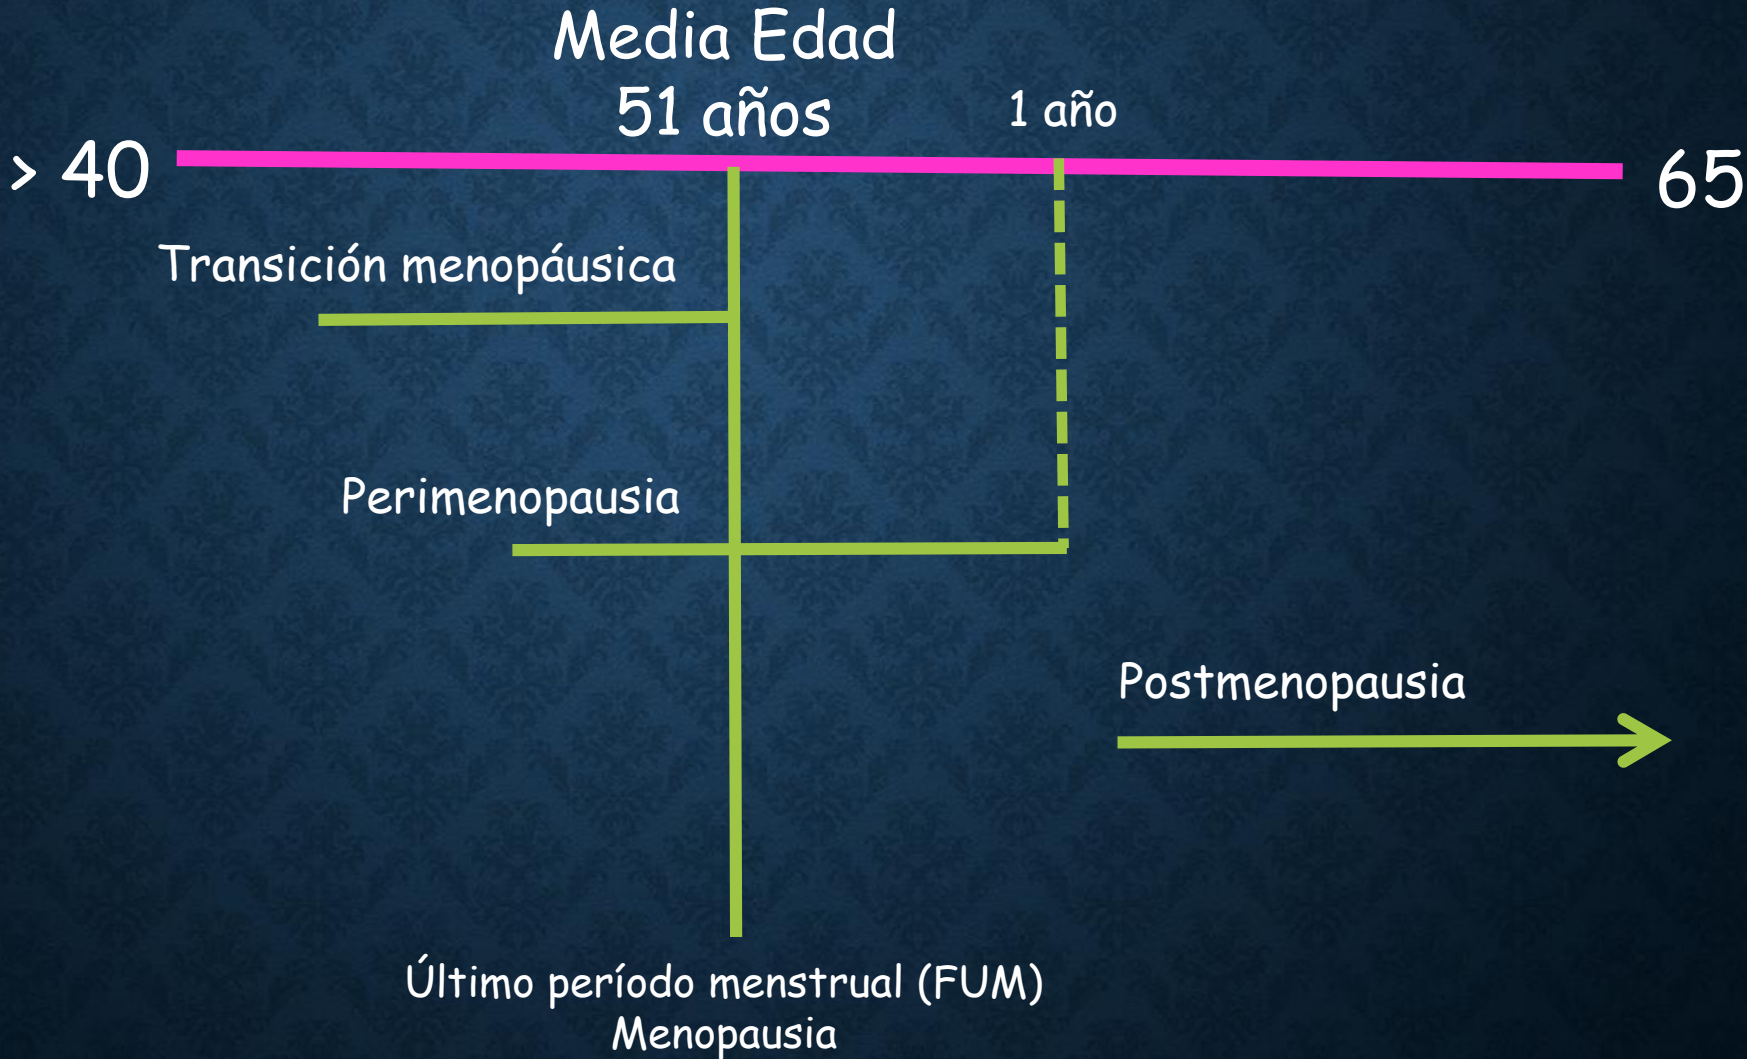 Media Edad
51 años
1 año
> 40
65
Transición menopáusica
Perimenopausia
Postmenopausia
Último período menstrual (FUM)
Menopausia